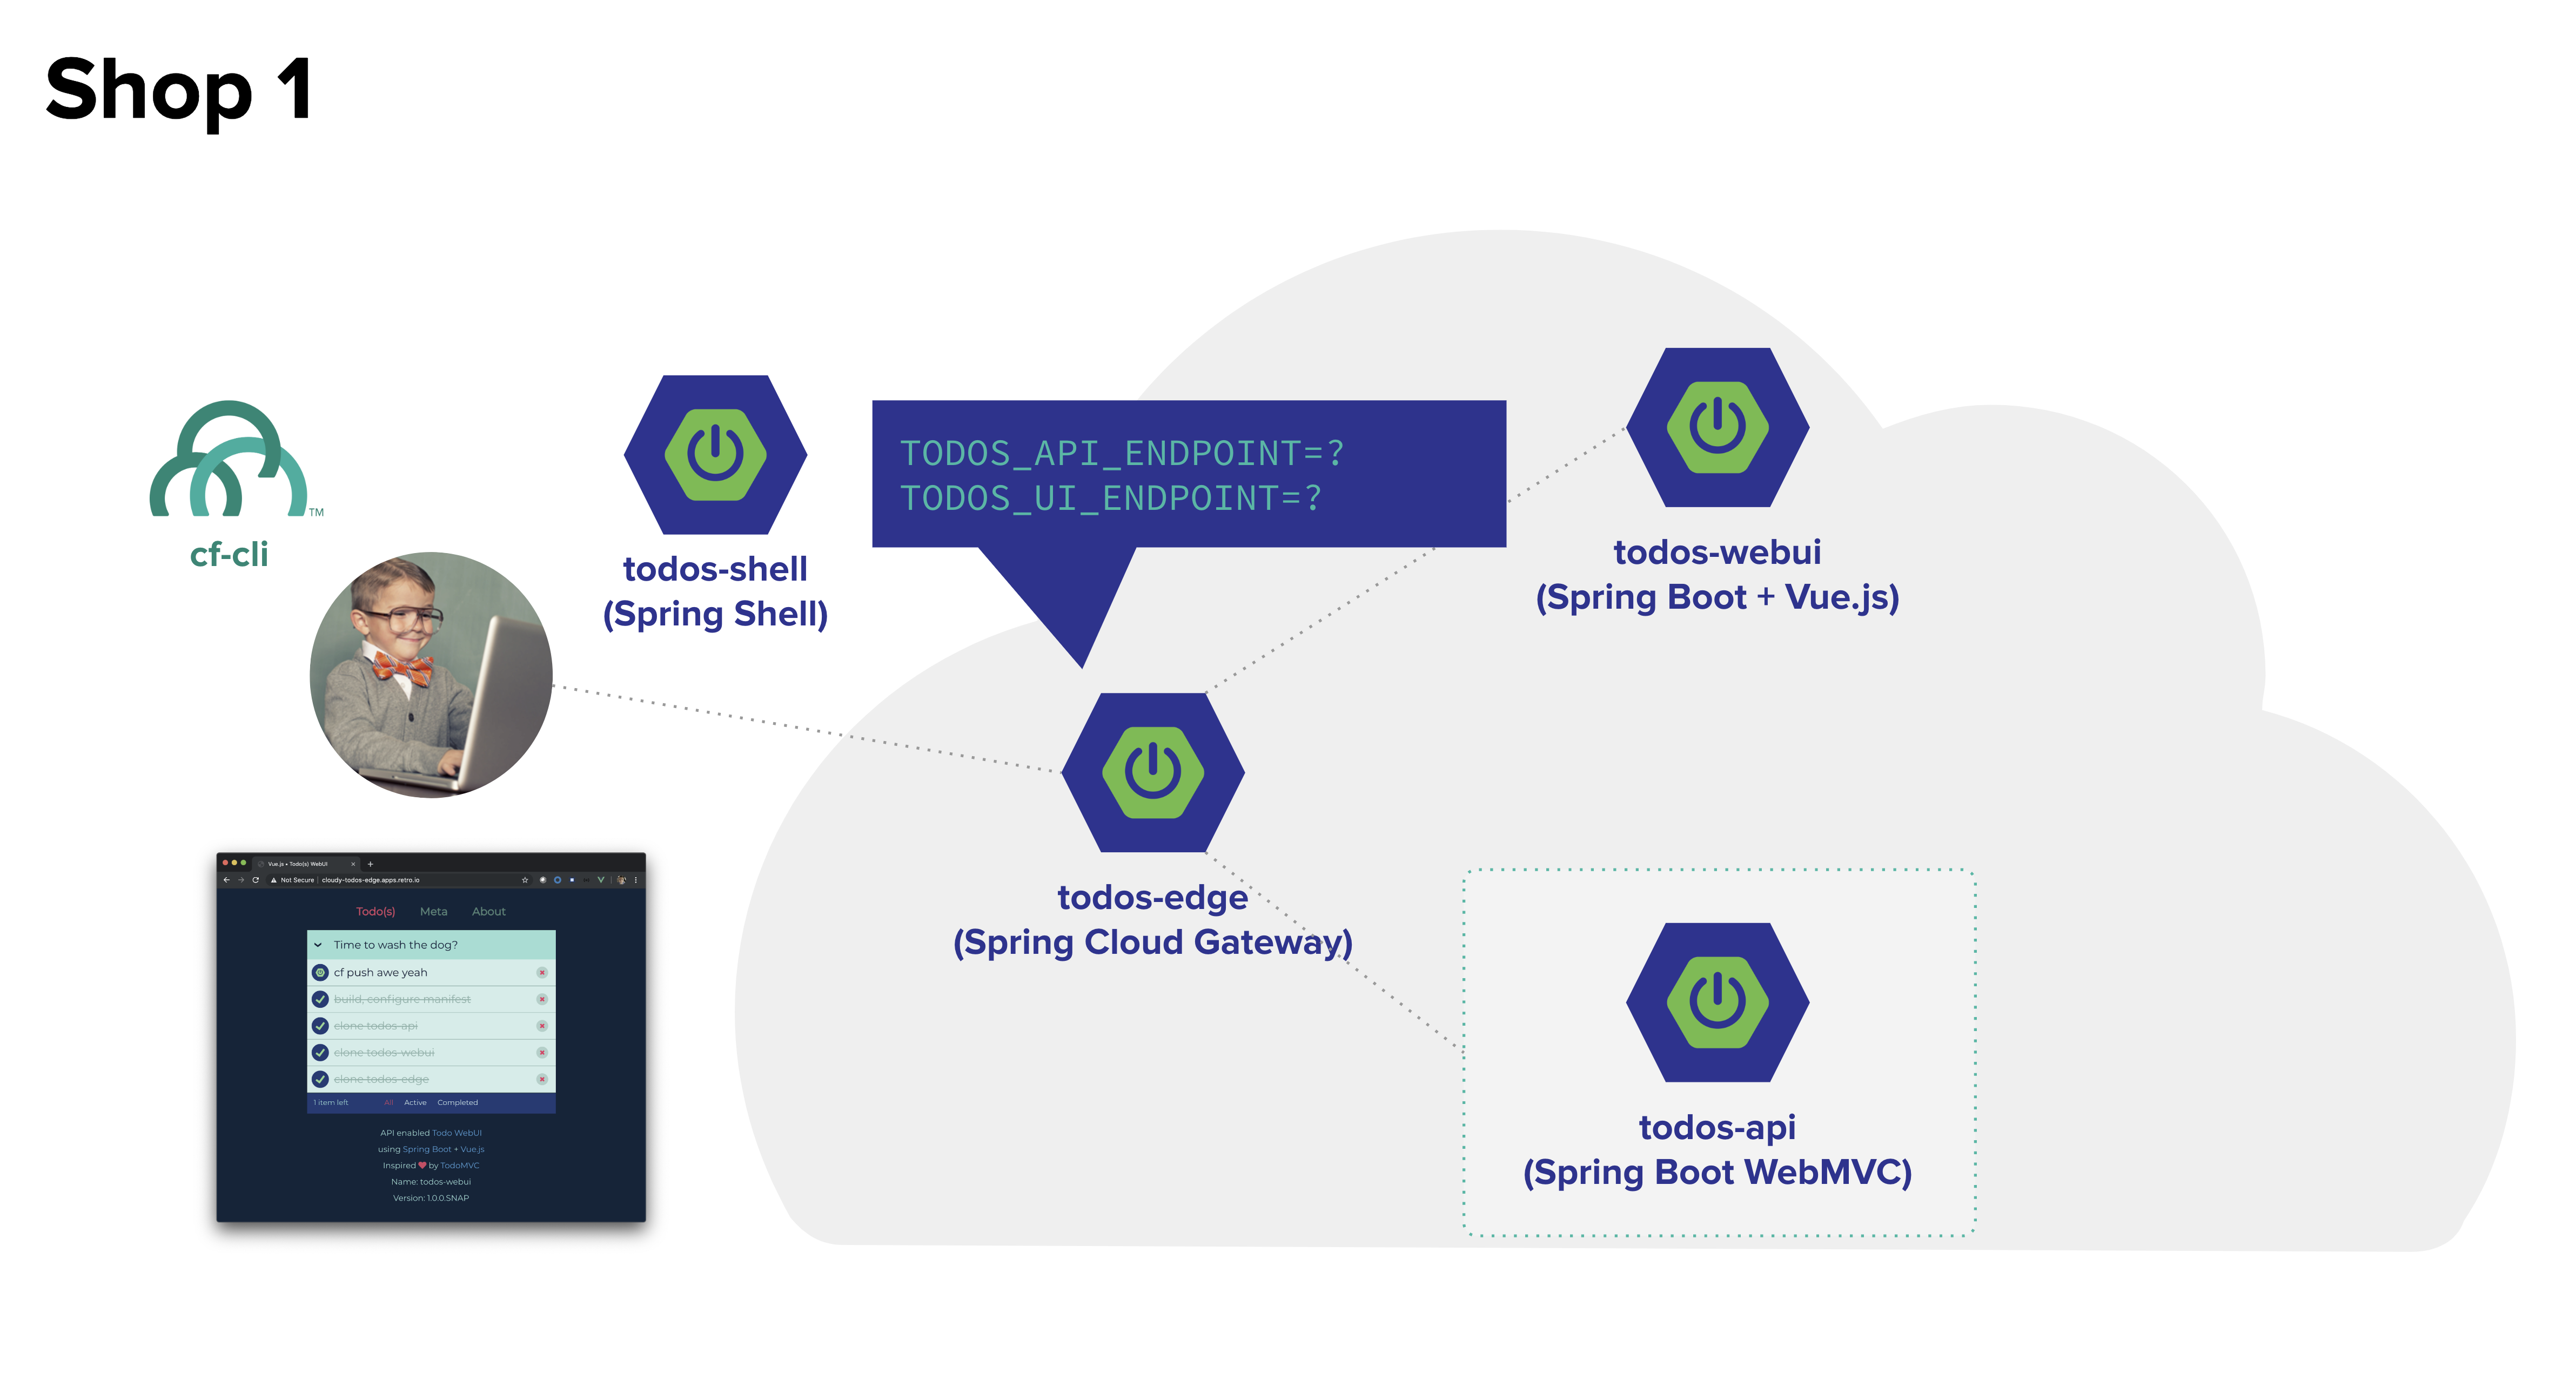 Shop 1
TM
cf-cli
todos-shell
(Spring Shell)
TODOS_API_ENDPOINT=?
TODOS_UI_ENDPOINT=?
todos-webui
(Spring Boot + Vue.js)
todos-edge
(Spring Cloud Gateway)
todos-api
(Spring Boot WebMVC)
Vue.js • Todo(s) WebUI
Not Secure | cloudy-todos-edge.apps.retro.io
Todo(s) Meta About
Time to wash the dog?
cf push awe yeah
build, configure manifest
clone todos-api
clone todos-webui
clone todos-edge
1 item left All Active Completed
API enabled Todo WebUI
using Spring Boot + Vue.js
Inspired ❤ by TodoMVC
Name: todos-webui
Version: 1.0.0.SNAP